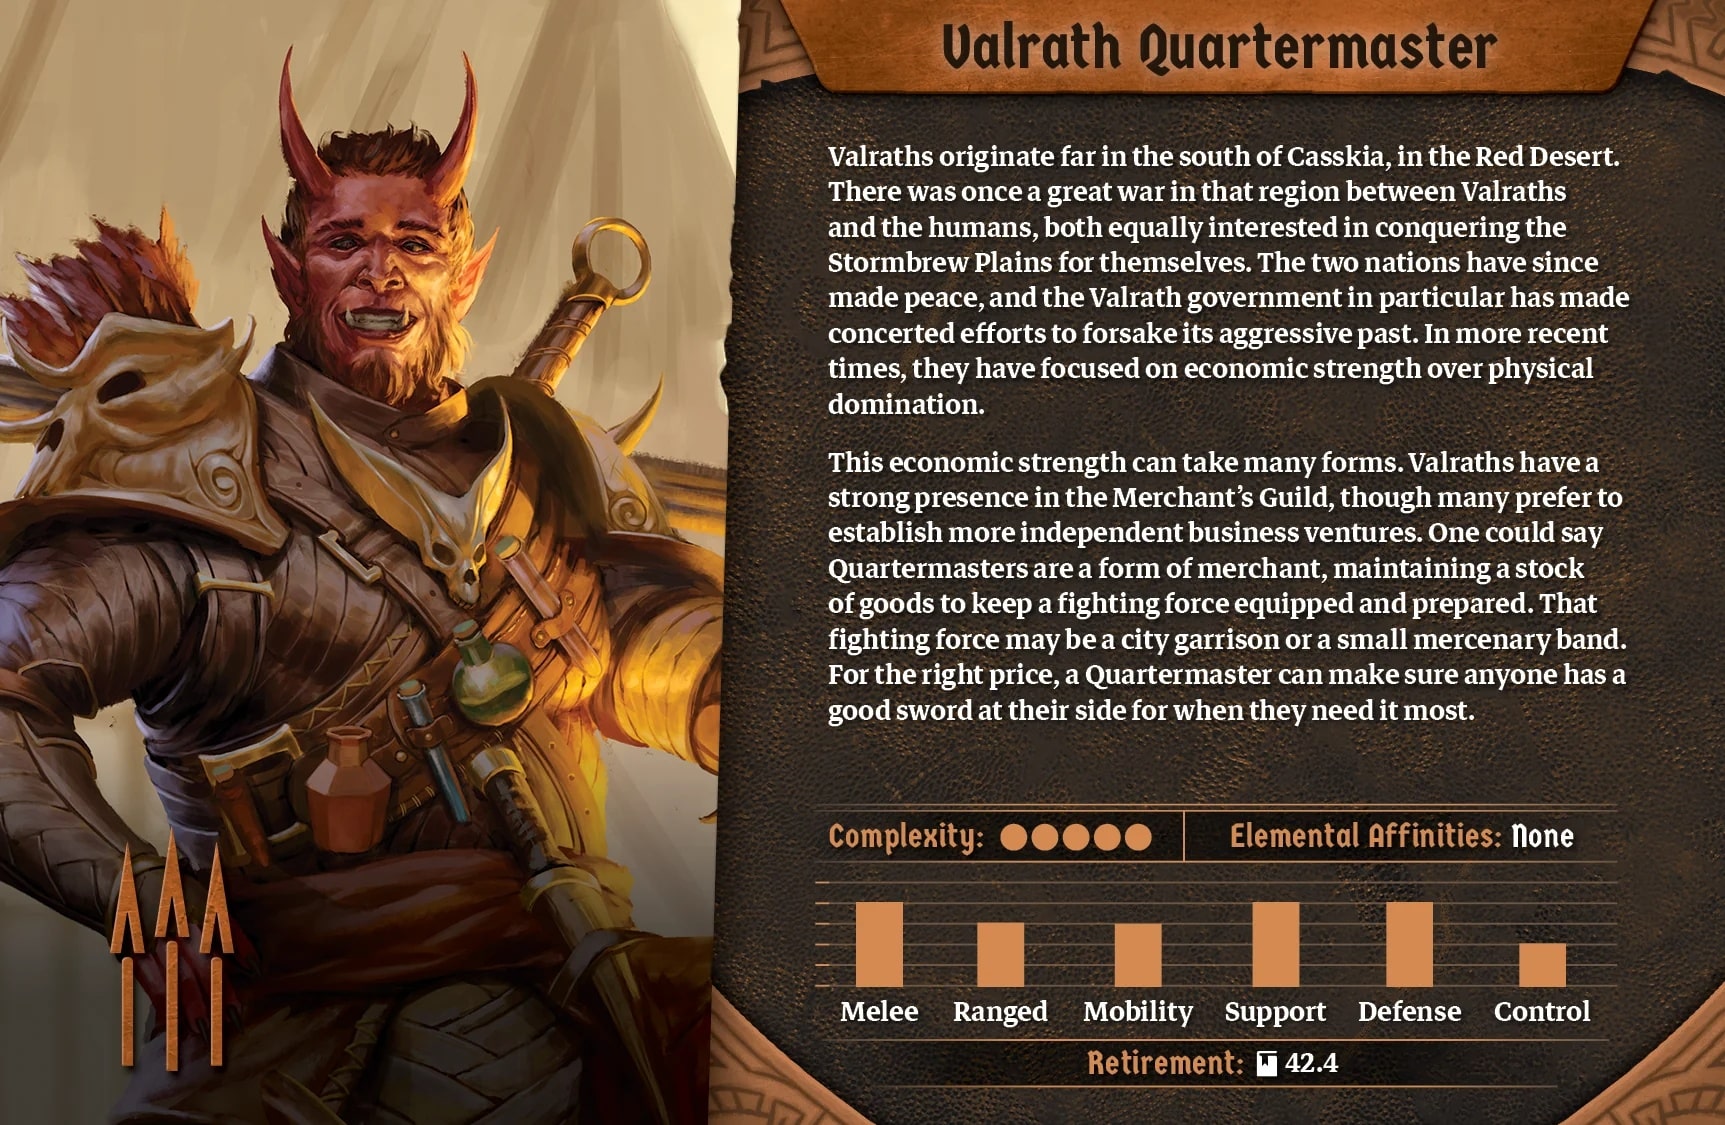 Valrath Quartermaster
Valraths originate far in the south of Casskia, in the Red Desert.
There was once a great war in that region between Valraths
and the humans, both equally interested in conquering the
Stormbrew Plains for themselves. The two nations have since
made peace, and the Valrath government in particular has made
concerted efforts to forsake its aggressive past. In more recent
times, they have focused on economic strength over physical
domination.
This economic strength can take many forms. Valraths have a
strong presence in the Merchant’s Guild, though many prefer to
establish more independent business ventures. One could say
Quartermasters are a form of merchant, maintaining a stock
of goods to keep a fighting force equipped and prepared. That
fighting force may be a city garrison or a small mercenary band.
For the right price, a Quartermaster can make sure anyone has a
good sword at their side for when they need it most.
Complexity: Elemental Affinities: None
Melee Ranged Mobility Support Defense Control
Retirement: 42.4